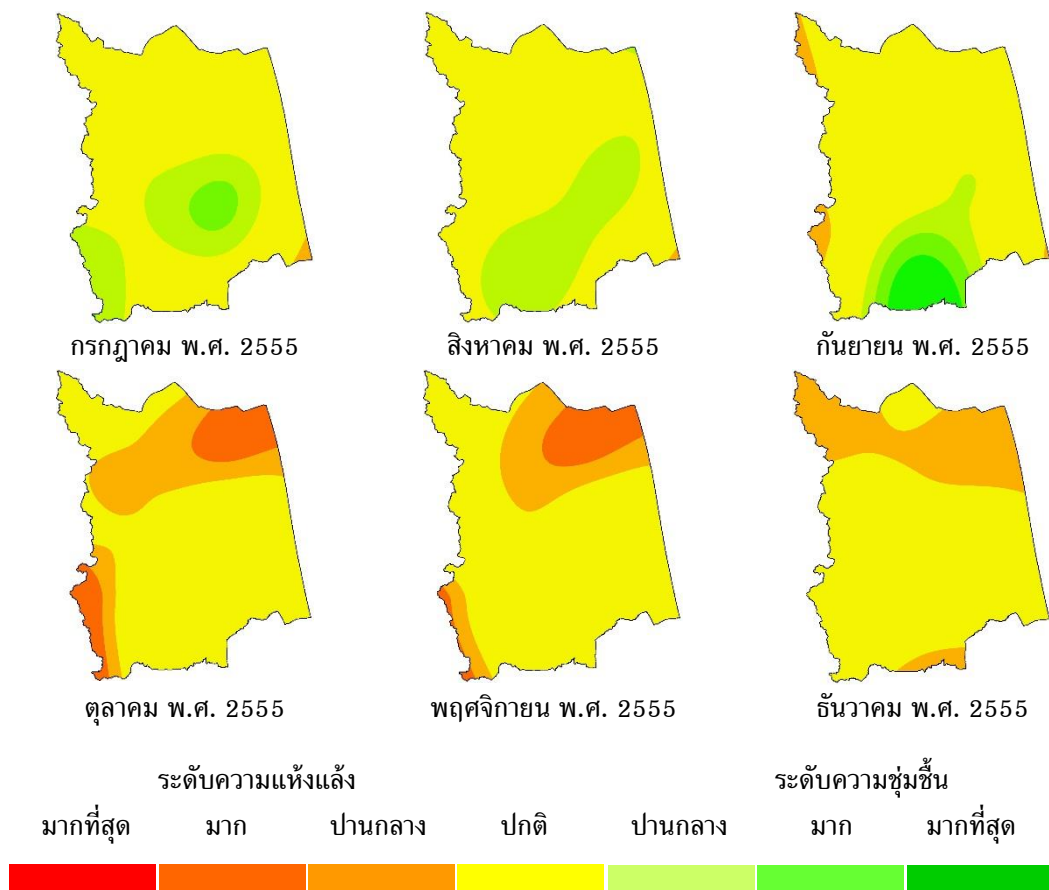 กรกฎาคม พ.ศ. 2555 สิงหาคม พ.ศ. 2555 กันยายน พ.ศ. 2555
ตุลาคม พ.ศ. 2555 พฤศจิกายน พ.ศ. 2555 ธันวาคม พ.ศ. 2555
ระดับความแห้งแล้ง ระดับความชุ่มชื้น
มากที่สุด มาก ปานกลาง ปกติ ปานกลาง มาก มากที่สุด